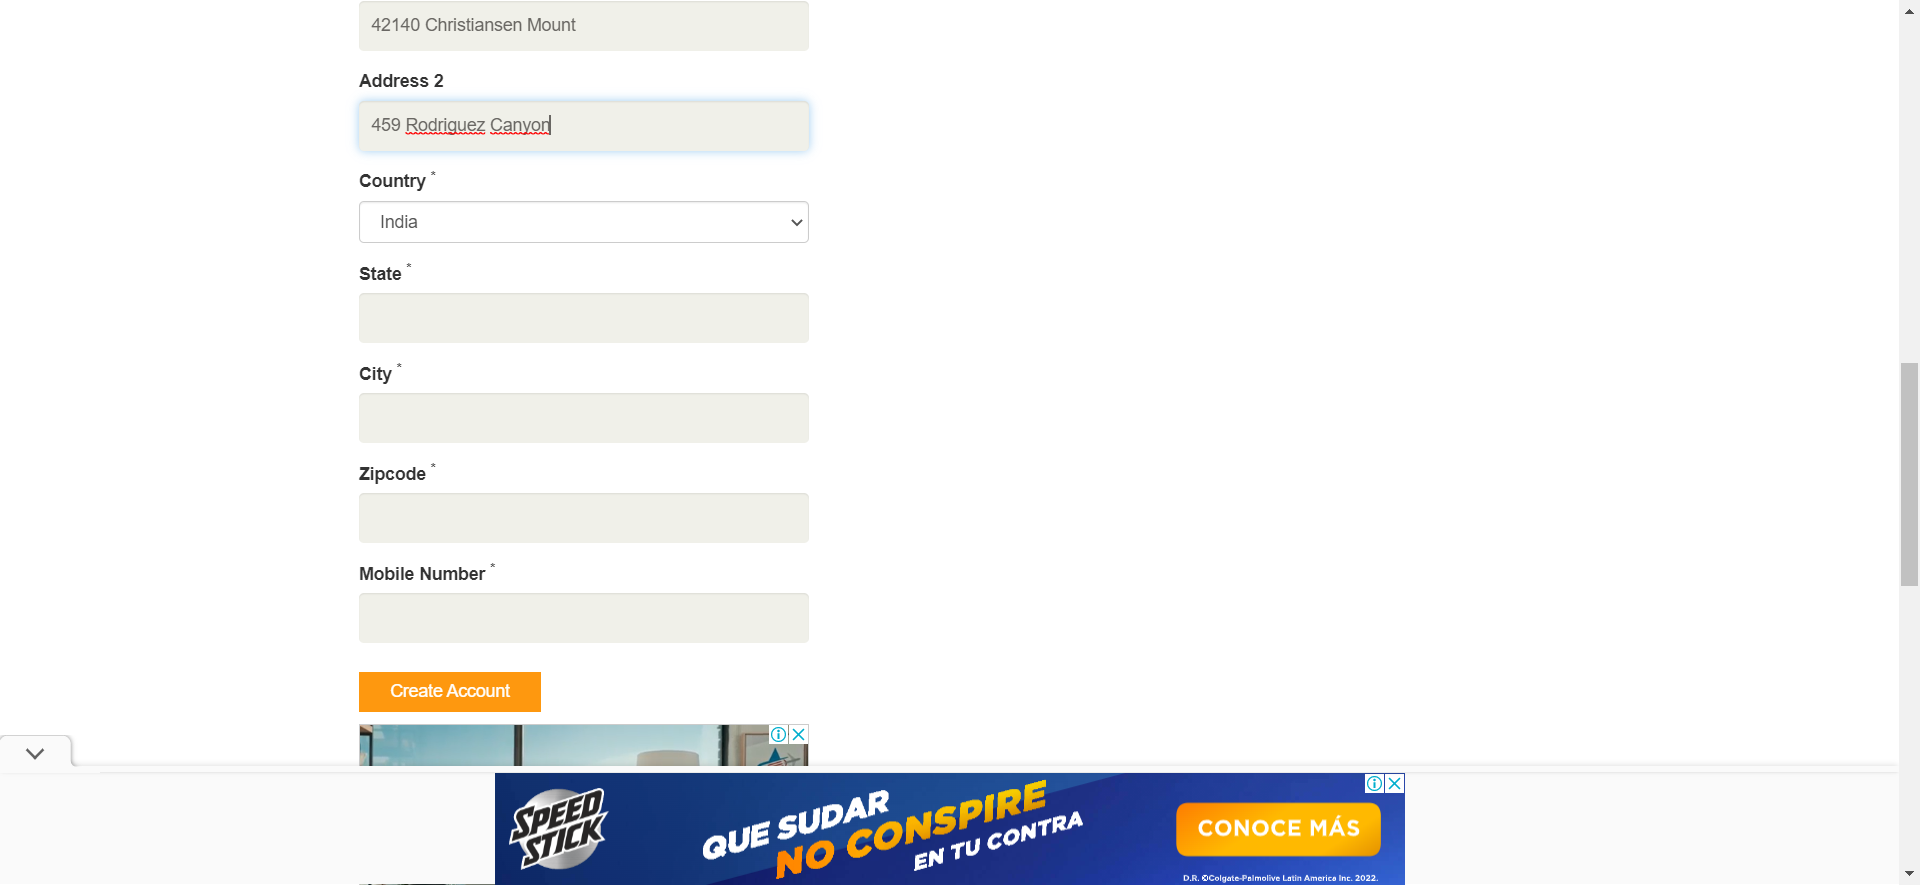 42140 Christiansen Mount
Address 2
459 Rodriguez Canyon
Country *
India
State *
City *
Zipcode *
Mobile Number *
Create Account
SPEED
STICK
QUE SUDAR
NO CONSPIRE
EN TU CONTRA
CONOCE MÁS
D.R. ©Colgate-Palmolive Latin America Inc. 2022.